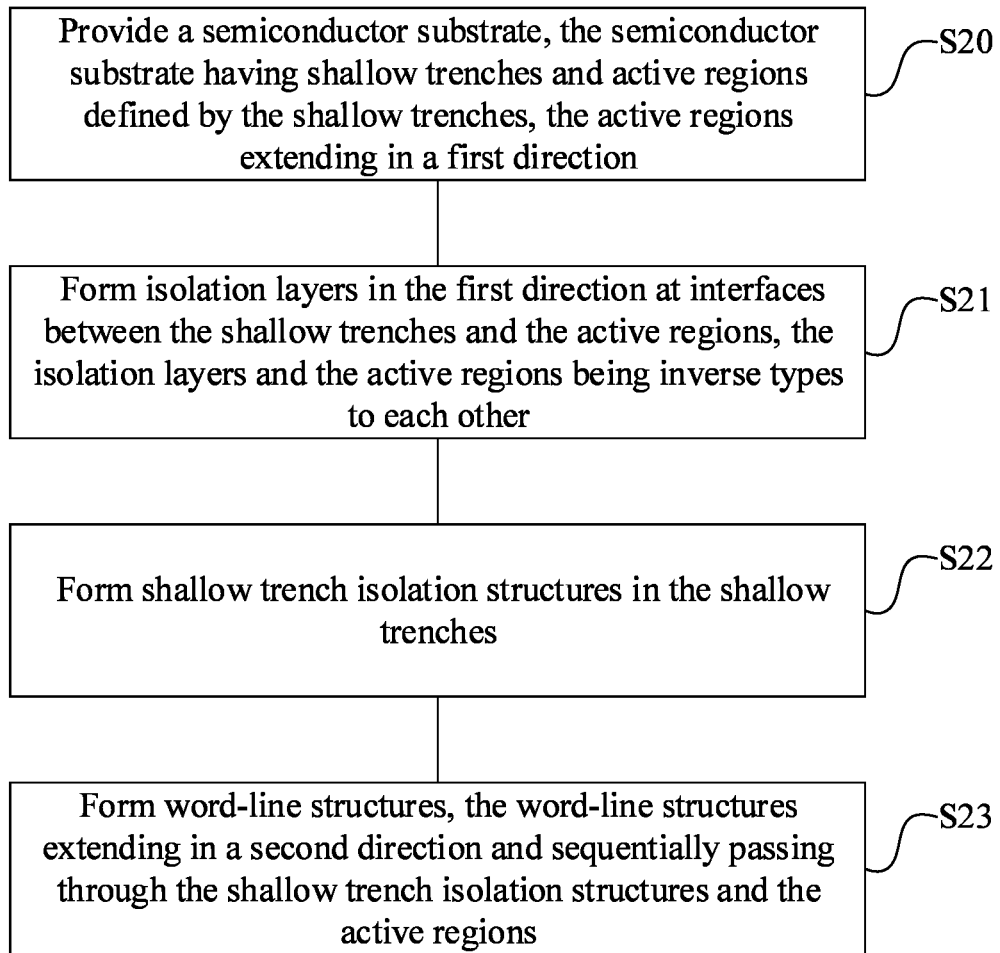 Provide a semiconductor substrate, the semiconductor
substrate having shallow trenches and active regions
defined by the shallow trenches, the active regions
extending in a first direction
S20
Form isolation layers in the first direction at interfaces
between the shallow trenches and the active regions, the
isolation layers and the active regions being inverse types
to each other
S21
Form shallow trench isolation structures in the shallow
trenches
S22
Form word-line structures, the word-line structures
extending in a second direction and sequentially passing
through the shallow trench isolation structures and the
active regions
S23